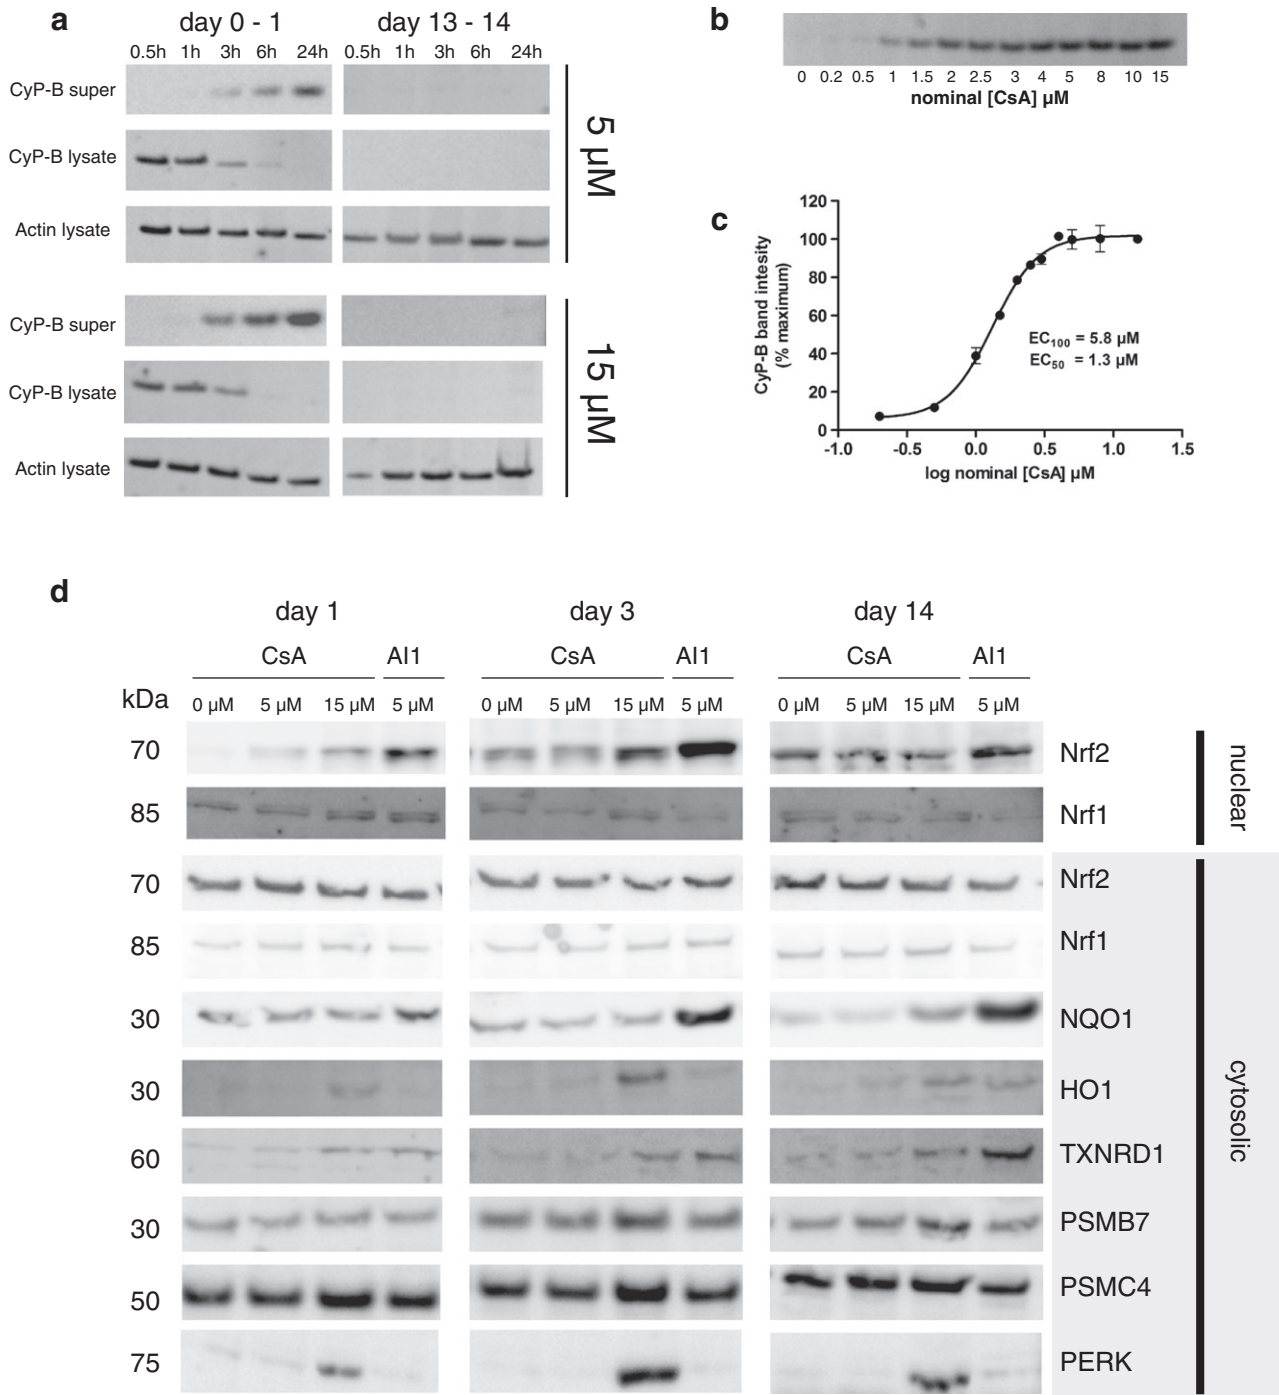 a
day 0 - 1
day 13 - 14
0.5h 1h 3h 6h 24h
0.5h 1h 3h 6h 24h
CyP-B super
CyP-B lysate
Actin lysate
5 µM
CyP-B super
CyP-B lysate
Actin lysate
15 µM
b
0 0.2 0.5 1 1.5 2 2.5 3 4 5 8 10 15
nominal [CsA] µM
c
CyP-B band intesity
(% maximum)
120
100
80
60
40
20
0
EC100 = 5.8 µM
EC50 = 1.3 µM
-1.0 -0.5 0.0 0.5 1.0 1.5
log nominal [CsA] µM
d
day 1
day 3
day 14
CsA AI1
CsA AI1
CsA AI1
kDa
0 µM 5 µM 15 µM 5 µM
0 µM 5 µM 15 µM 5 µM
0 µM 5 µM 15 µM 5 µM
70 Nrf2
85 Nrf1
nuclear
70 Nrf2
85 Nrf1
30 NQO1
30 HO1
60 TXNRD1
30 PSMB7
50 PSMC4
75 PERK
cytosolic